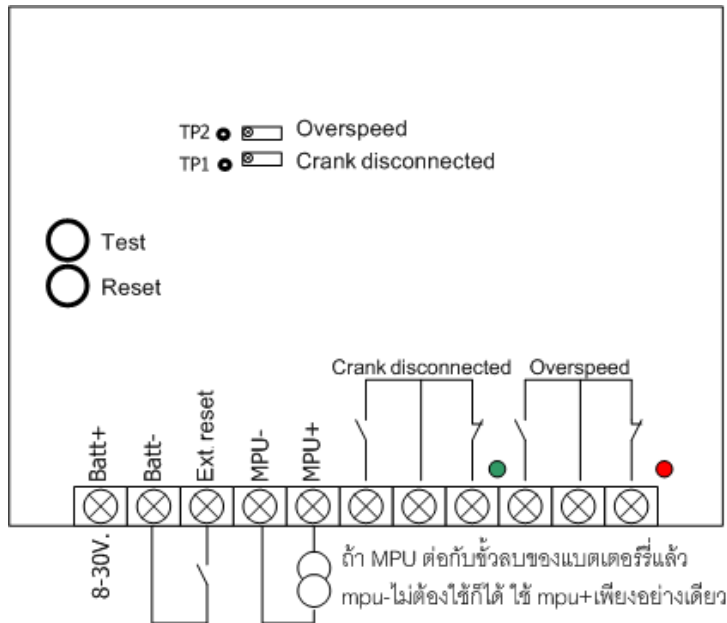 TP2 Overspeed
TP1 Crank disconnected
Test
Reset
Crank disconnected Overspeed
Batt+
Batt-
Ext. reset
MPU-
MPU+
8-30V.
ถ้า MPU ต่อกับขั้วลบของแบตเตอร์รี่แล้ว
mpu-ไม่ต้องใช้ก็ได้ ใช้ mpu+เพียงอย่างเดียว